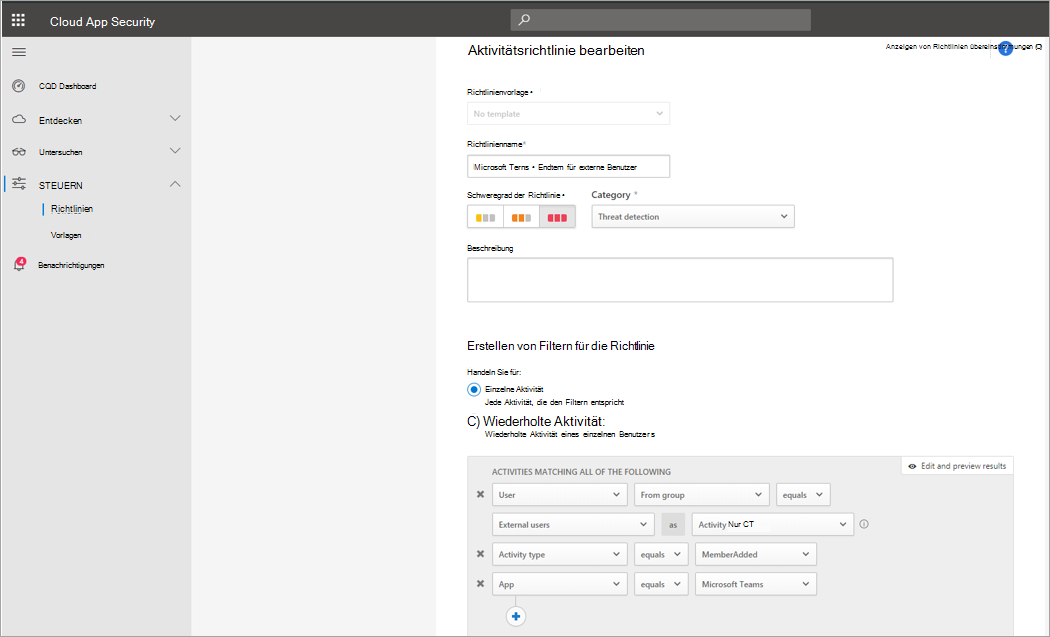 Cloud App Security
Aktivitätsrichtlinie bearbeiten
Anzeigen von Richtlinien übereinstimmungen
CQD Dashboard
Entdecken
Untersuchen
STEUERN
Richtlinien
Vorlagen
4
Benachrichtigungen
Richtlinienvorlage •
No template
Richtlinienname*
Microsoft Terns • Endtem für externe Benutzer
Schweregrad der Richtlinie •
Category *
Threat detection
Beschreibung
Erstellen von Filtern für die Richtlinie
Handeln Sie für:
Einzelne Aktivität
Jede Aktivität, die den Filtern entspricht
C) Wiederholte Aktivität:
Wiederholte Aktivität eines einzelnen Benutzers
ACTIVITIES MATCHING ALL OF THE FOLLOWING
Edit and preview results
User From group equals
External users as Activity Nur CT
Activity type equals MemberAdded
App equals Microsoft Teams